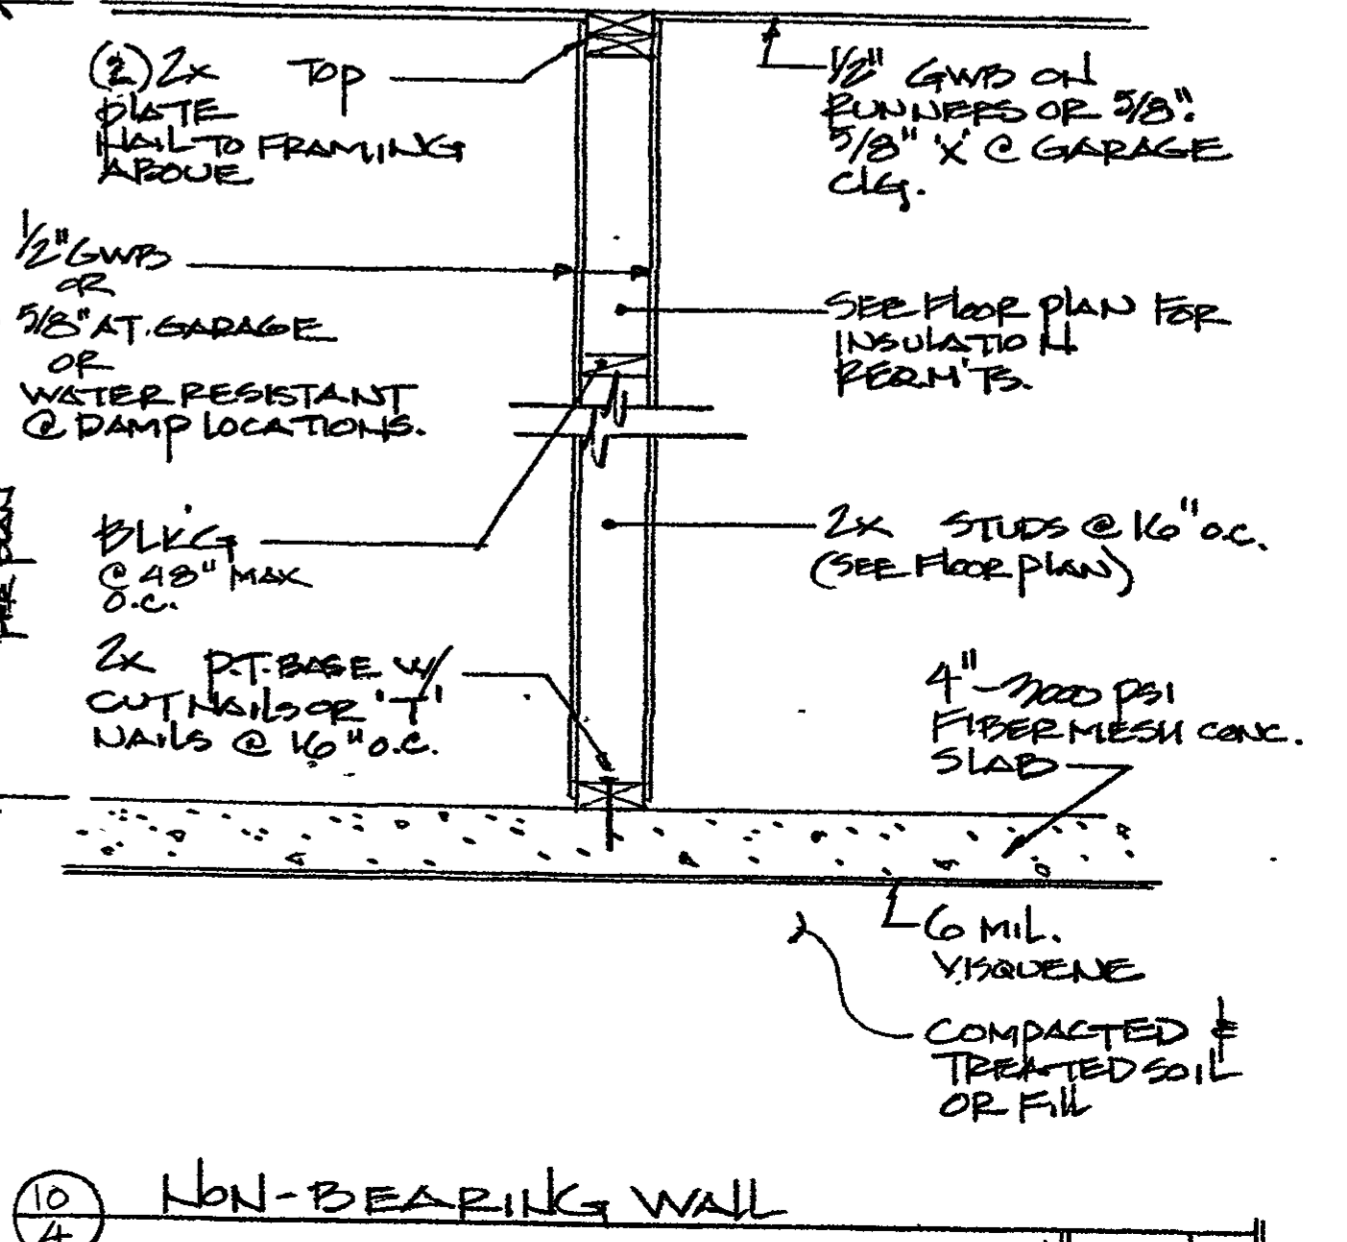 (2) 2x TOP
PLATE
NAIL TO FRAMING
ABOVE
1/2" GWB ON
RUNNERS OR 5/8".
5/8" 'X' @ GARAGE
CLG.
1/2" GWB
OR
5/8" AT GARAGE
OR
WATER RESISTANT
@ DAMP LOCATIONS.
SEE FLOOR PLAN FOR
INSULATION
REQM'TS.
BLK'G
@ 48" MAX
O.C.
2x STUDS @ 16" O.C.
(SEE FLOOR PLAN)
2x P.T. BASE W/
CUT NAILS OR 'T'
NAILS @ 16" O.C.
4" - 3000 PSI
FIBERMESH CONC.
SLAB
6 MIL.
VISQUENE
COMPACTED &
TREATED SOIL
OR FILL
10
4
NON-BEARING WALL